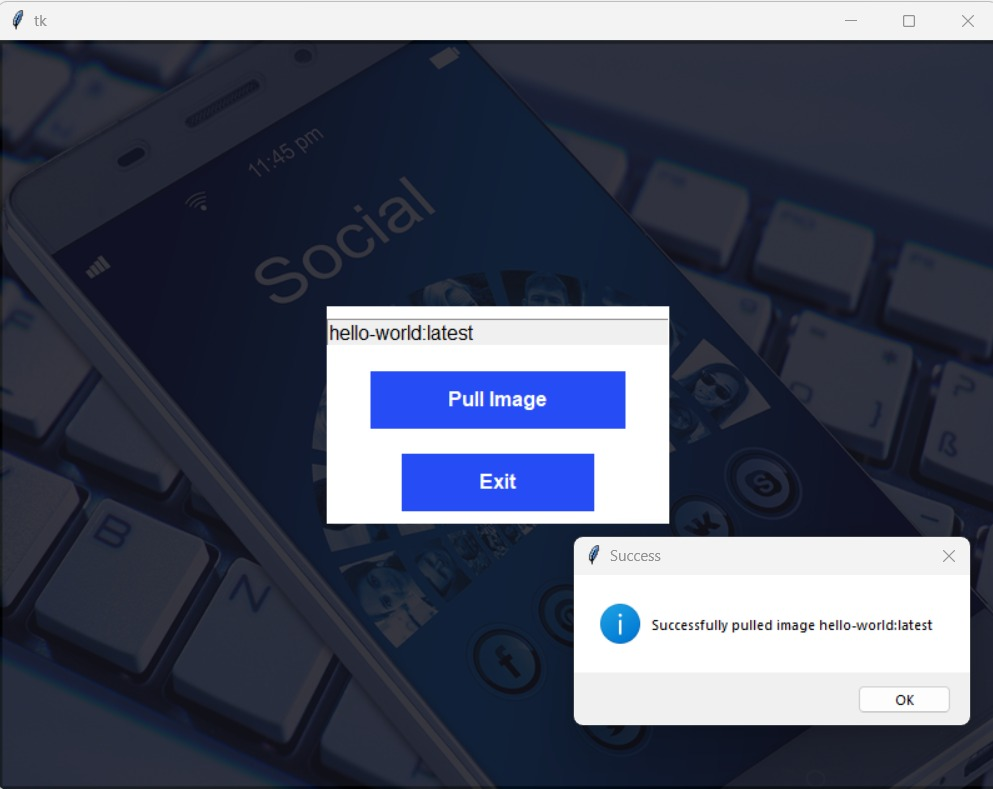 tk
11:45 pm
Social
hello-world:latest
Pull Image
Exit
B
N
Success
Successfully pulled image hello-world:latest
OK